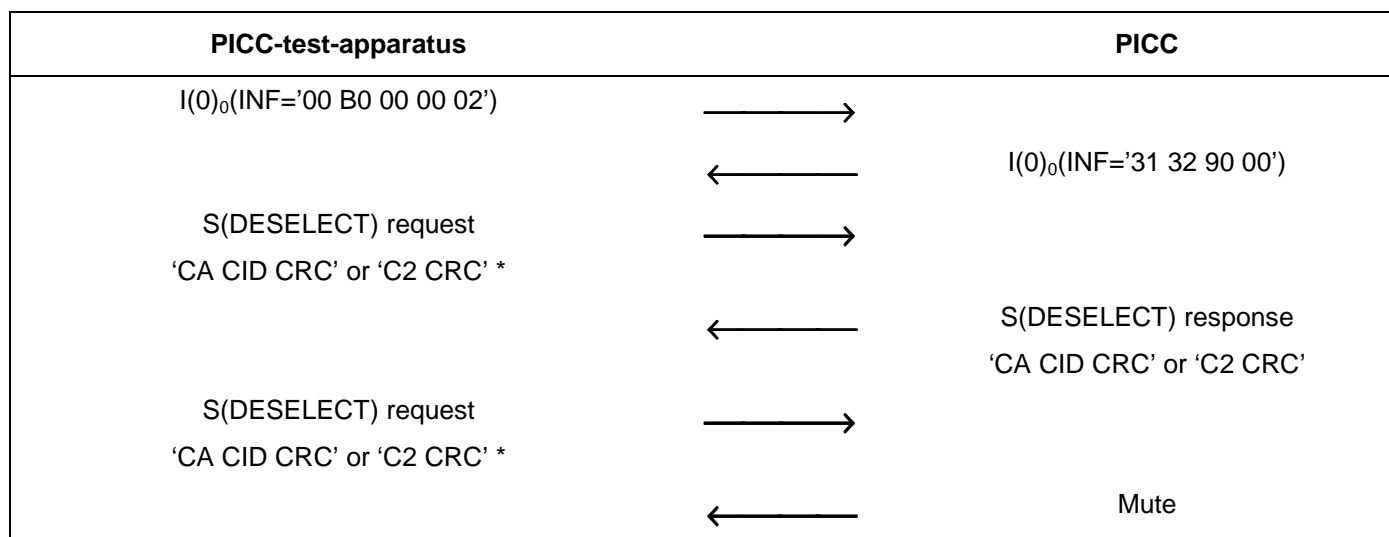 PICC-test-apparatus PICC
I(0)₀(INF=’00 B0 00 00 02’)
I(0)₀(INF=’31 32 90 00’)
S(DESELECT) request
‘CA CID CRC’ or ‘C2 CRC’ *
S(DESELECT) response
‘CA CID CRC’ or ‘C2 CRC’
S(DESELECT) request
‘CA CID CRC’ or ‘C2 CRC’ *
Mute